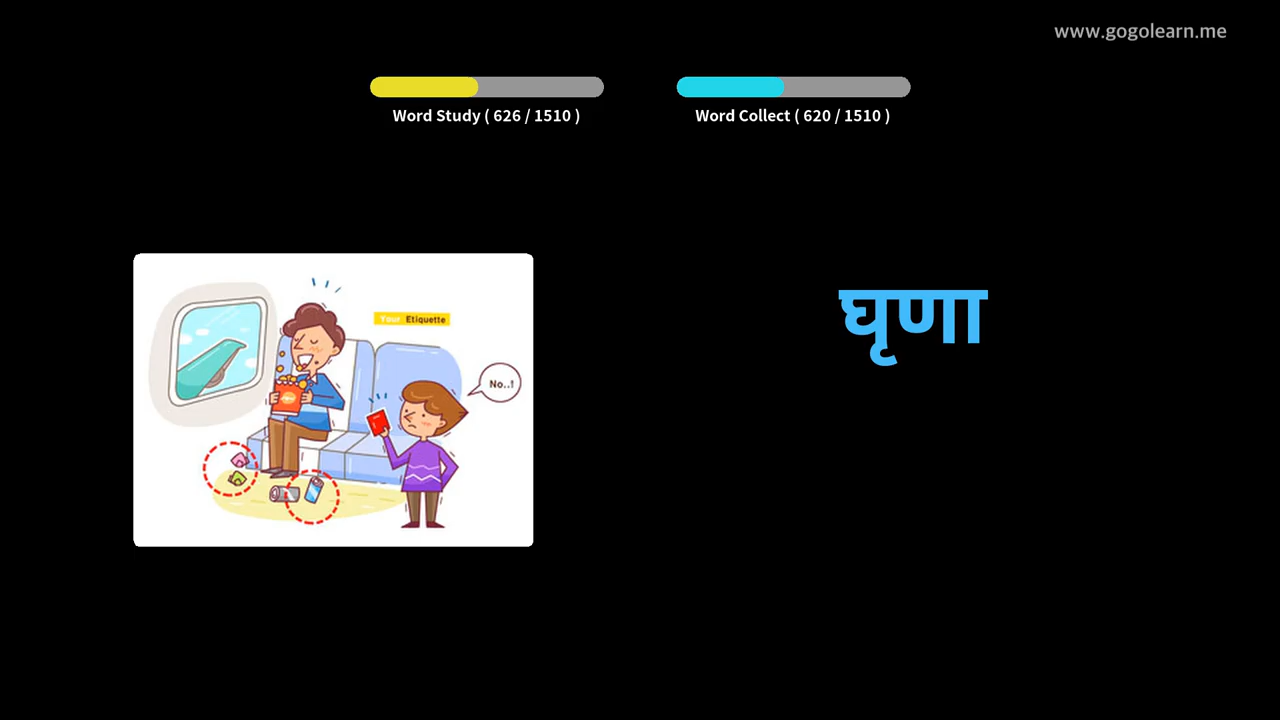 www.gogolearn.me
Word Study ( 626 / 1510 )
Word Collect ( 620 / 1510 )
Your Etiquette
No..!
घृणा